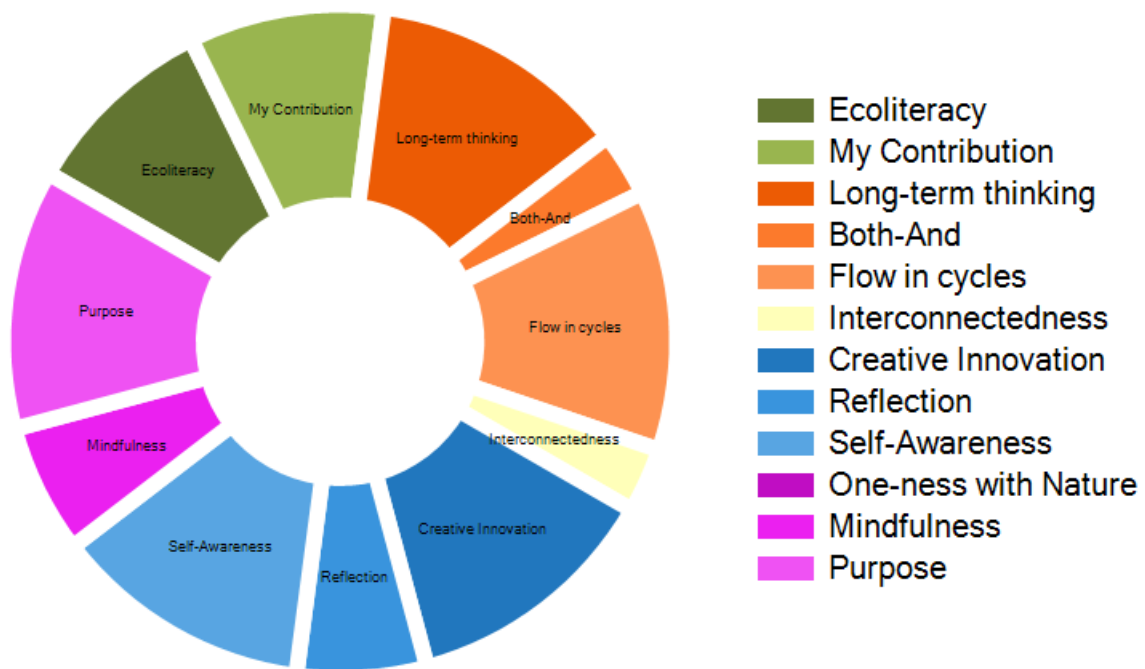 My Contribution
Long-term thinking
Ecoliteracy
Both-And
Purpose
Flow in cycles
Mindfulness
Interconnectedness
Self-Awareness
Creative Innovation
Reflection
Ecoliteracy
My Contribution
Long-term thinking
Both-And
Flow in cycles
Interconnectedness
Creative Innovation
Reflection
Self-Awareness
One-ness with Nature
Mindfulness
Purpose